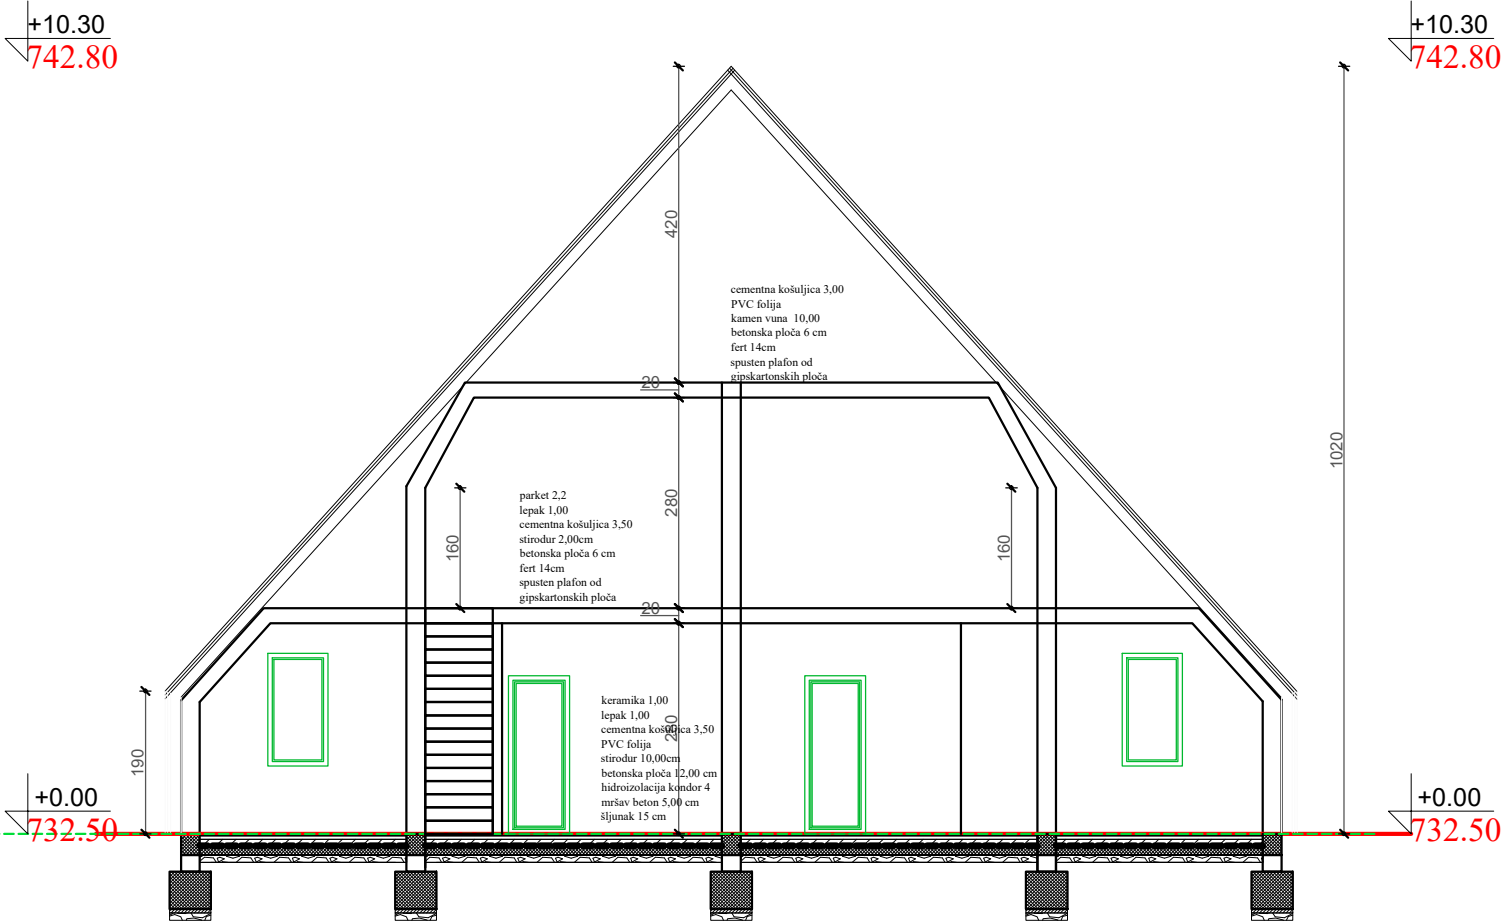 +10.30
742.80
+10.30
742.80
420
cementna košuljica 3,00
PVC folija
kamen vuna 10,00
betonska ploča 6 cm
fert 14cm
spusten plafon od
gipskartonskih ploča
20
1020
280
parket 2,2
lepak 1,00
cementna košuljica 3,50
stirodur 2,00cm
betonska ploča 6 cm
fert 14cm
spusten plafon od
gipskartonskih ploča
160
160
20
280
keramika 1,00
lepak 1,00
cementna košuljica 3,50
PVC folija
stirodur 10,00cm
betonska ploča 12,00 cm
hidroizolacija kondor 4
mršav beton 5,00 cm
šljunak 15 cm
190
+0.00
732.50
+0.00
732.50